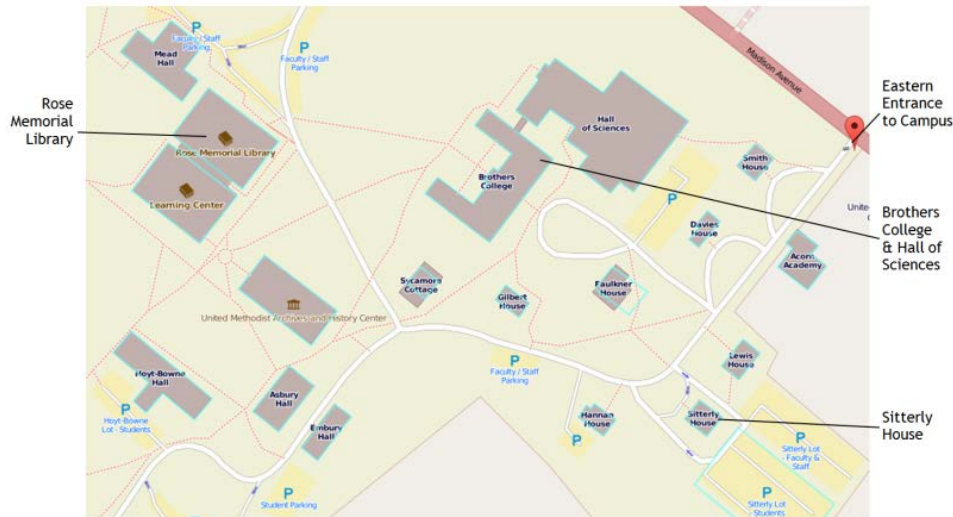 P
Faculty / Staff
Parking
P
Faculty / Staff
Parking
Mead
Hall
Madison Avenue
Eastern
Entrance
to Campus
Rose
Memorial
Library
Rose Memorial Library
Learning Center
Hall
of Sciences
Brothers
College
Smith
House
P
Davies
House
Unite
Acorn
Academy
Brothers
College
& Hall of
Sciences
Sycamore
Cottage
Gilbert
House
Faulkner
House
United Methodist Archives and History Center
Lewis
House
P
Faculty / Staff
Parking
Hoyt-Bowne
Hall
Asbury
Hall
Embury
Hall
P
Hoyt-Bowne
Lot - Students
Hannan
House
P
Sitterly
House
Sitterly
House
P
Sitterly Lot
- Faculty &
Staff
P
Student Parking
P
Sitterly Lot
Students